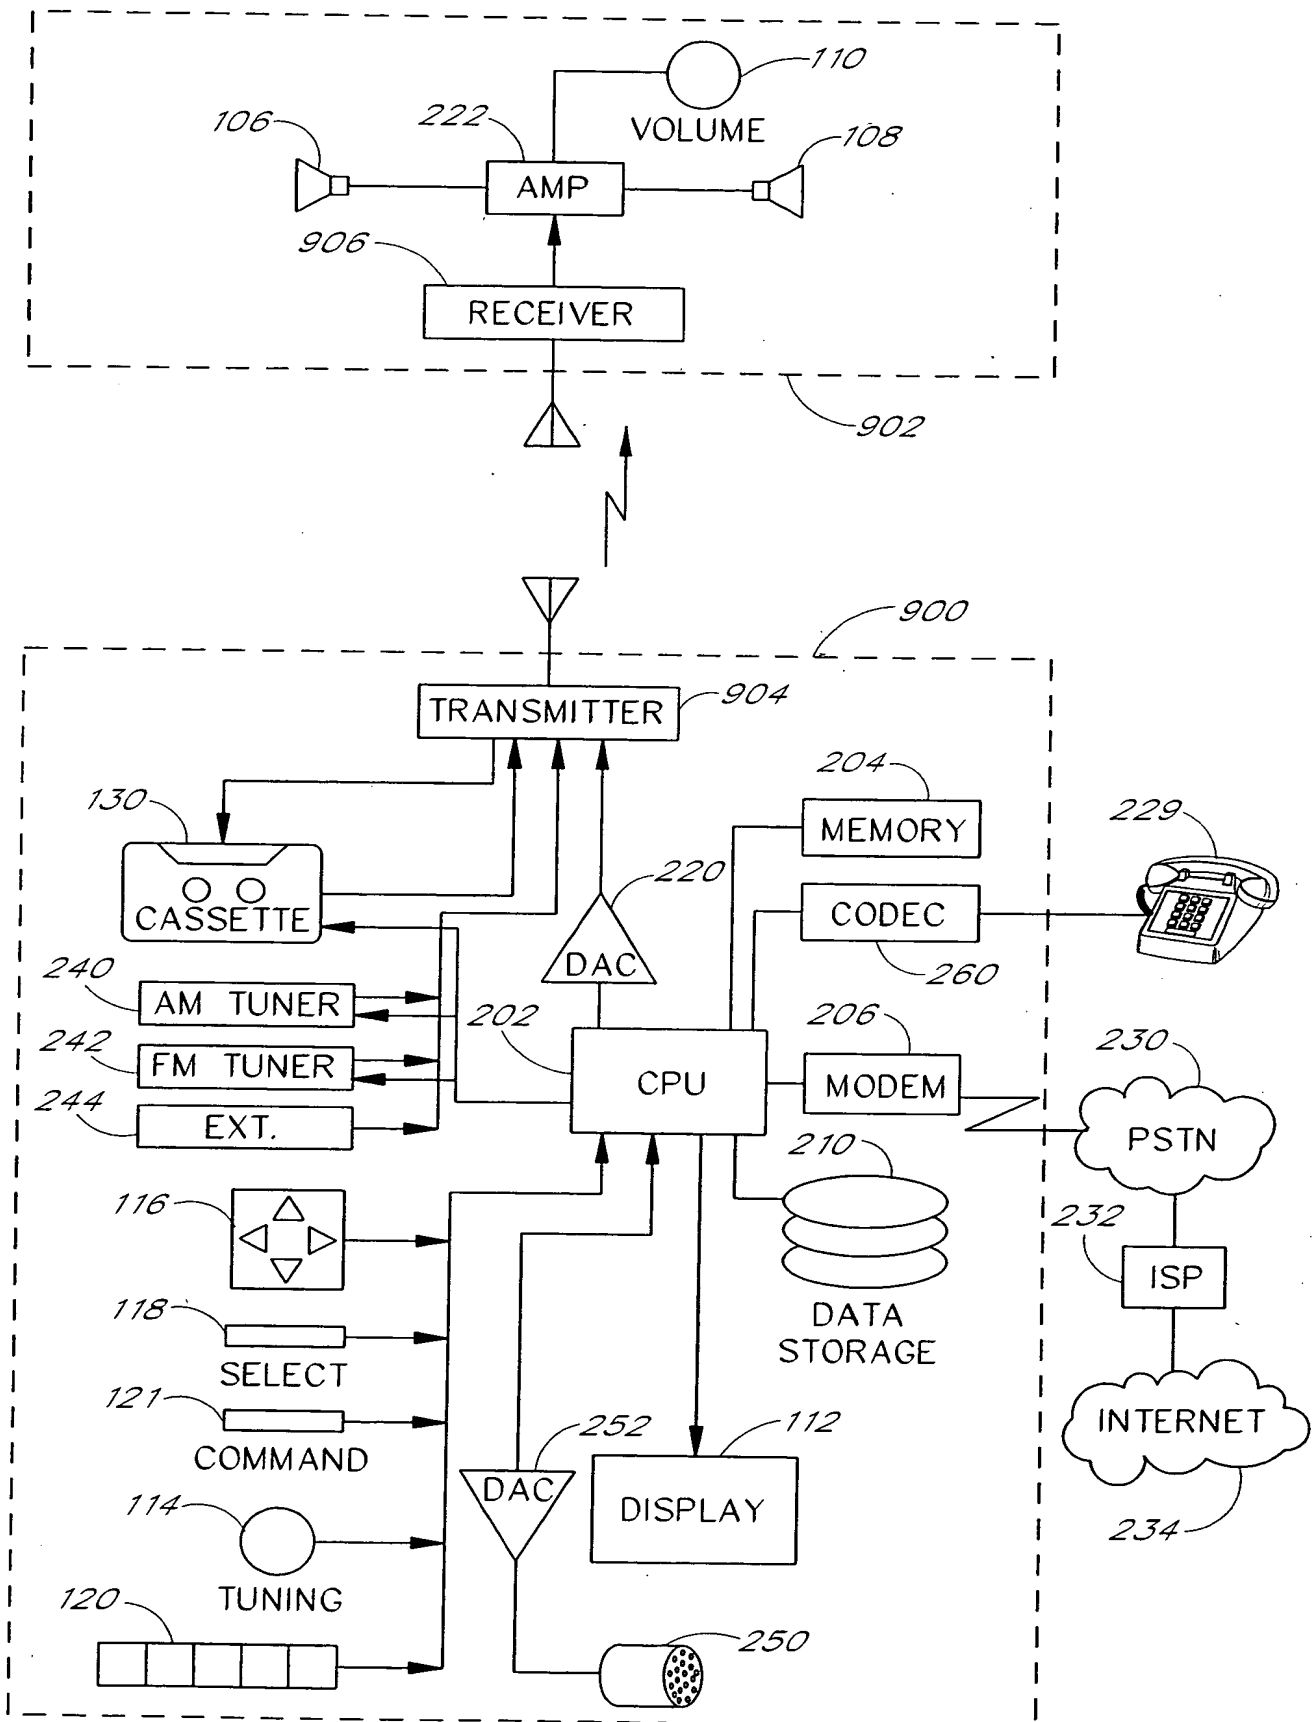 110
VOLUME
106
222
108
AMP
906
RECEIVER
902
900
904
TRANSMITTER
204
130
MEMORY
229
220
CASSETTE
CODEC
DAC
260
240
AM TUNER
202
206
230
242
FM TUNER
CPU
MODEM
244
EXT.
PSTN
210
116
232
ISP
118
DATA
STORAGE
SELECT
121
252
112
INTERNET
COMMAND
DAC
DISPLAY
114
234
TUNING
120
250